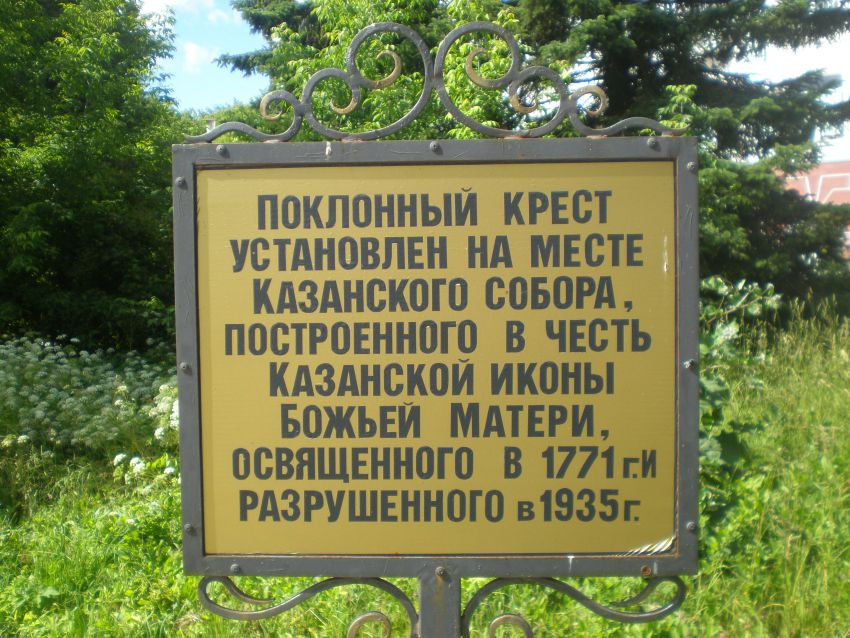 ПОКЛОННЫЙ КРЕСТ
УСТАНОВЛЕН НА МЕСТЕ
КАЗАНСКОГО СОБОРА,
ПОСТРОЕННОГО В ЧЕСТЬ
КАЗАНСКОЙ ИКОНЫ
БОЖЬЕЙ МАТЕРИ,
ОСВЯЩЕННОГО В 1771 г. И
РАЗРУШЕННОГО в 1935 г.